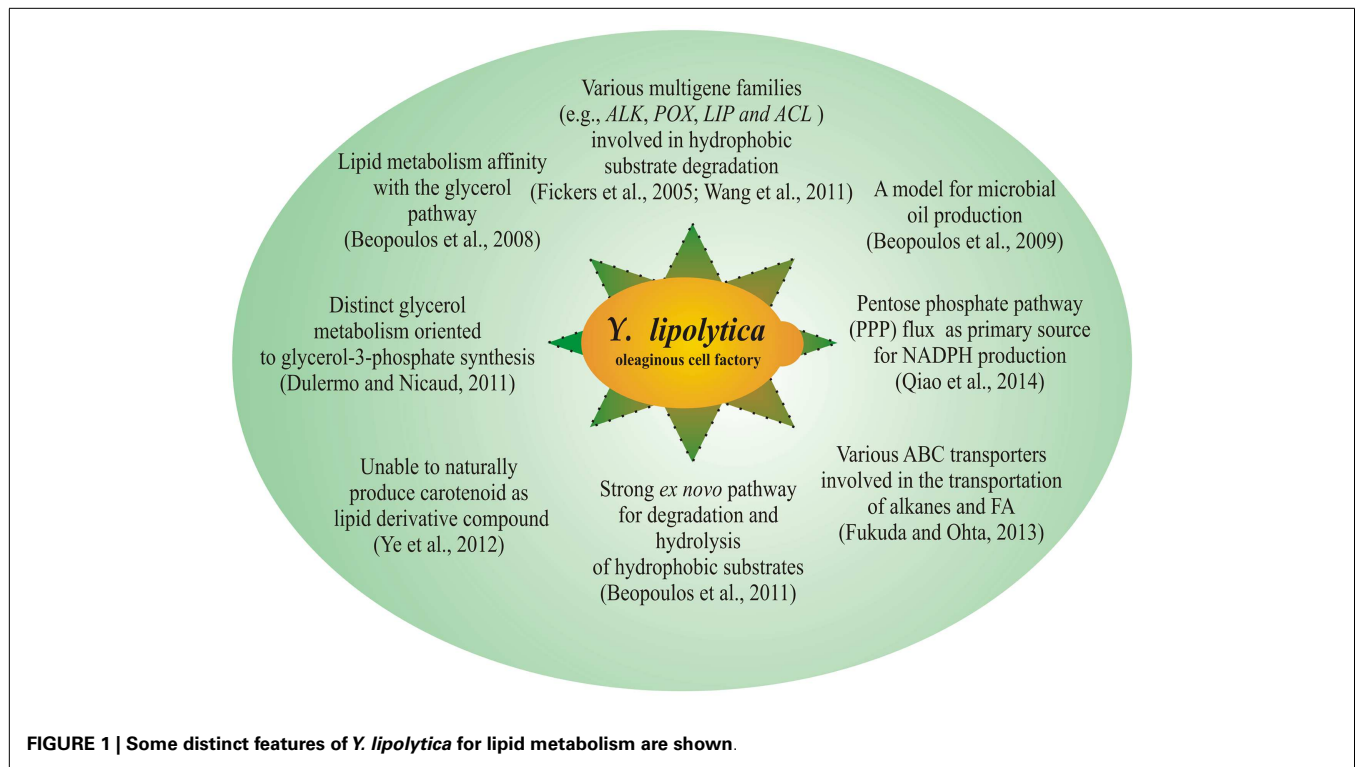 Various multigene families
(e.g., ALK, POX, LIP and ACL )
involved in hydrophobic
substrate degradation
(Fickers et al., 2005; Wang et al., 2011)
Lipid metabolism affinity
with the glycerol
pathway
(Beopoulos et al., 2008)
A model for microbial
oil production
(Beopoulos et al., 2009)
Distinct glycerol
metabolism oriented
to glycerol-3-phosphate synthesis
(Dulermo and Nicaud, 2011)
Y. lipolytica
oleaginous cell factory
Pentose phosphate pathway
(PPP) flux as primary source
for NADPH production
(Qiao et al., 2014)
Unable to naturally
produce carotenoid as
lipid derivative compound
(Ye et al., 2012)
Strong ex novo pathway
for degradation and
hydrolysis
of hydrophobic substrates
(Beopoulos et al., 2011)
Various ABC transporters
involved in the transportation
of alkanes and FA
(Fukuda and Ohta, 2013)
FIGURE 1 | Some distinct features of Y. lipolytica for lipid metabolism are shown.